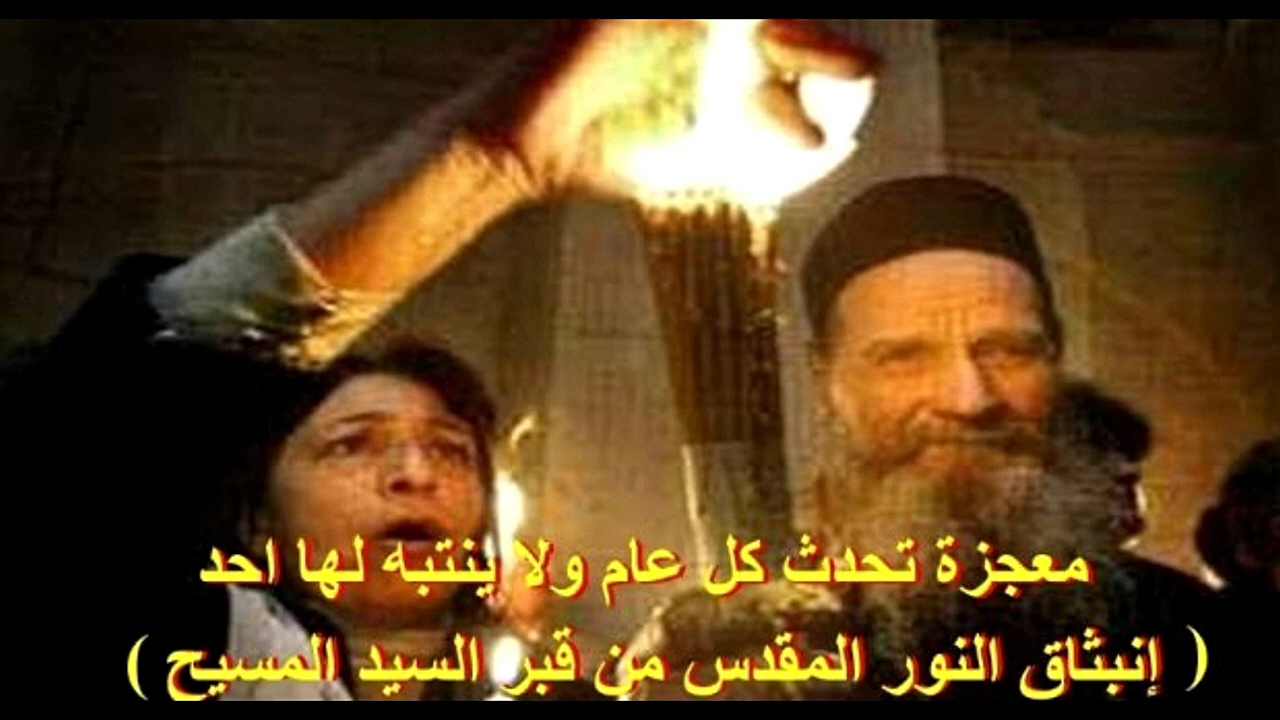 معجزة تحدث كل عام ولا ينتبه لها احد
( إنبثاق النور المقدس من قبر السيد المسيح )